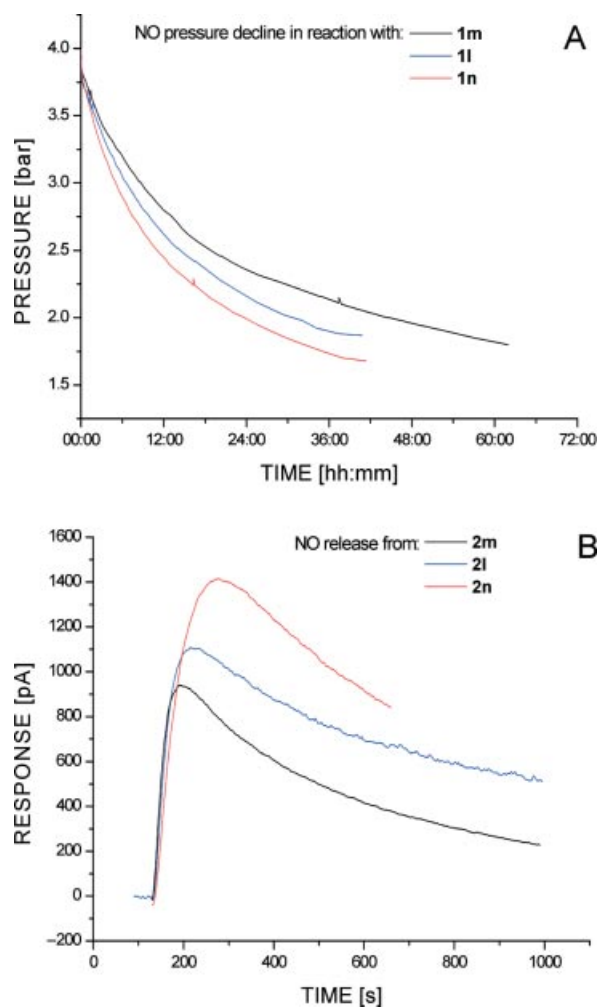 NO pressure decline in reaction with: 1m A
1l
1n
4.0
3.5
3.0
2.5
2.0
1.5
PRESSURE [bar]
00:00 12:00 24:00 36:00 48:00 60:00 72:00
TIME [hh:mm]
NO release from: 2m B
2l
2n
1600
1400
1200
1000
800
600
400
200
0
–200
RESPONSE [pA]
0 200 400 600 800 1000
TIME [s]